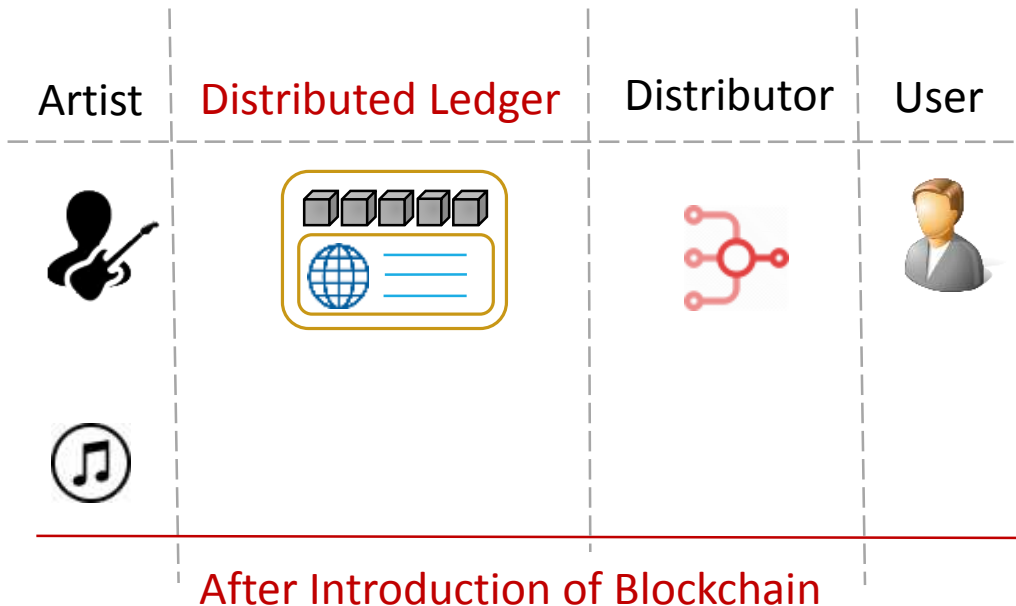 Artist
Distributed Ledger
Distributor
User
After Introduction of Blockchain